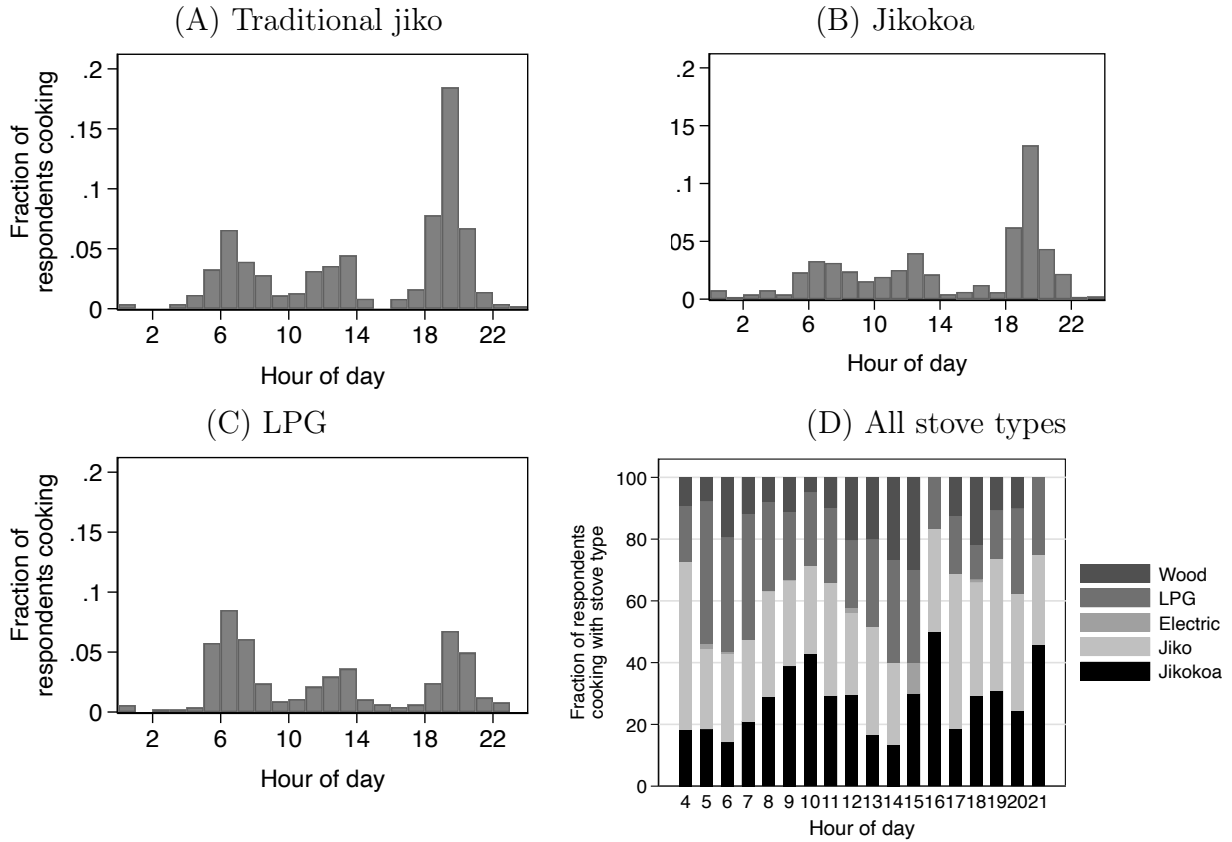 (A) Traditional jiko
Fraction of
respondents cooking
.2
.15
.1
.05
0
2 6 10 14 18 22
Hour of day
(B) Jikokoa
.2
15
.1
05
0
2 6 10 14 18 22
Hour of day
(C) LPG
Fraction of
respondents cooking
.2
.15
.1
.05
0
2 6 10 14 18 22
Hour of day
(D) All stove types
Fraction of respondents
cooking with stove type
100
80
60
40
20
0
4 5 6 7 8 9 10 11 12 13 14 15 16 17 18 19 20 21
Hour of day
Wood
LPG
Electric
Jiko
Jikokoa